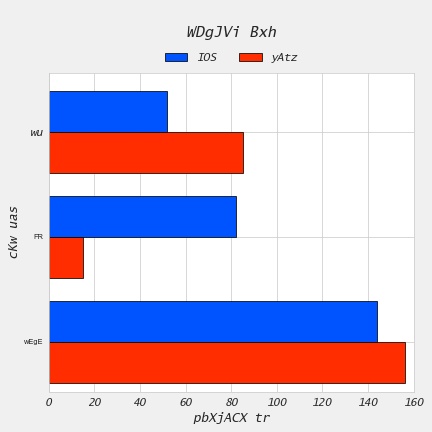 WDgJVi Bxh
IOS
yAtz
cKw uas
wu
FR
wEgE
0 20 40 60 80 100 120 140 160
pbXjACX tr